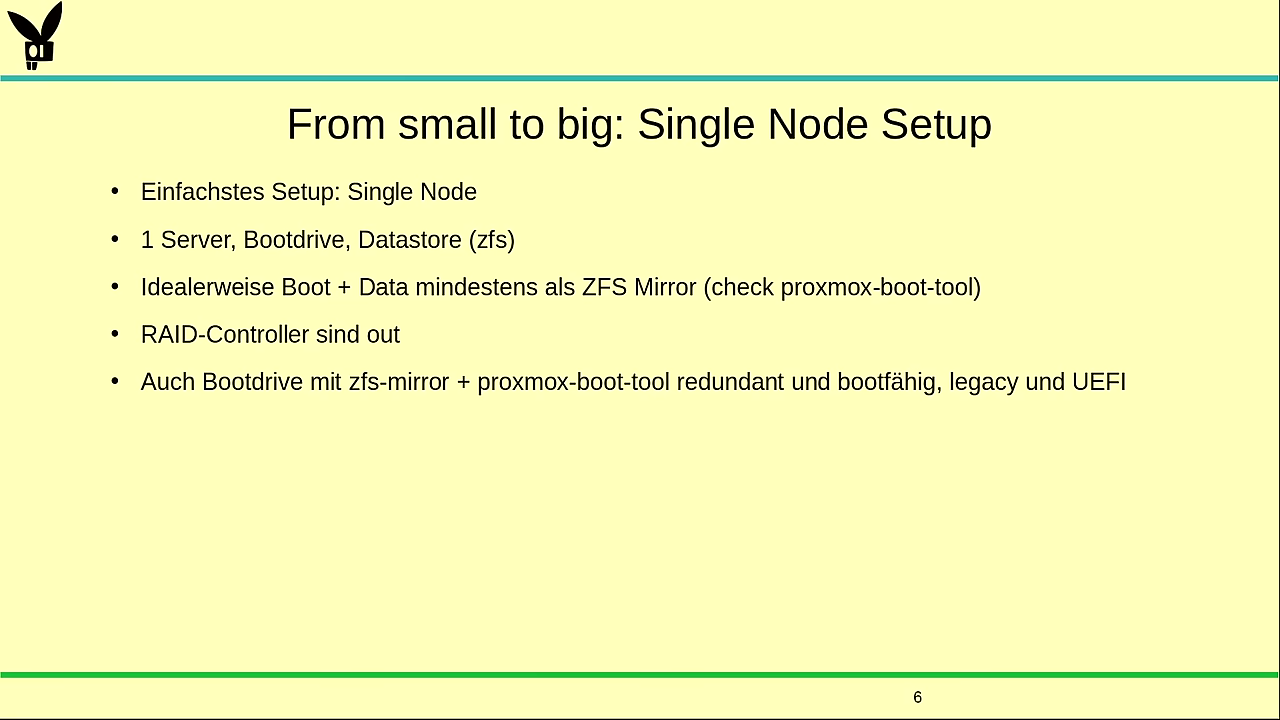 From small to big: Single Node Setup
• Einfachstes Setup: Single Node
• 1 Server, Bootdrive, Datastore (zfs)
• Idealerweise Boot + Data mindestens als ZFS Mirror (check proxmox-boot-tool)
• RAID-Controller sind out
• Auch Bootdrive mit zfs-mirror + proxmox-boot-tool redundant und bootfähig, legacy und UEFI
6